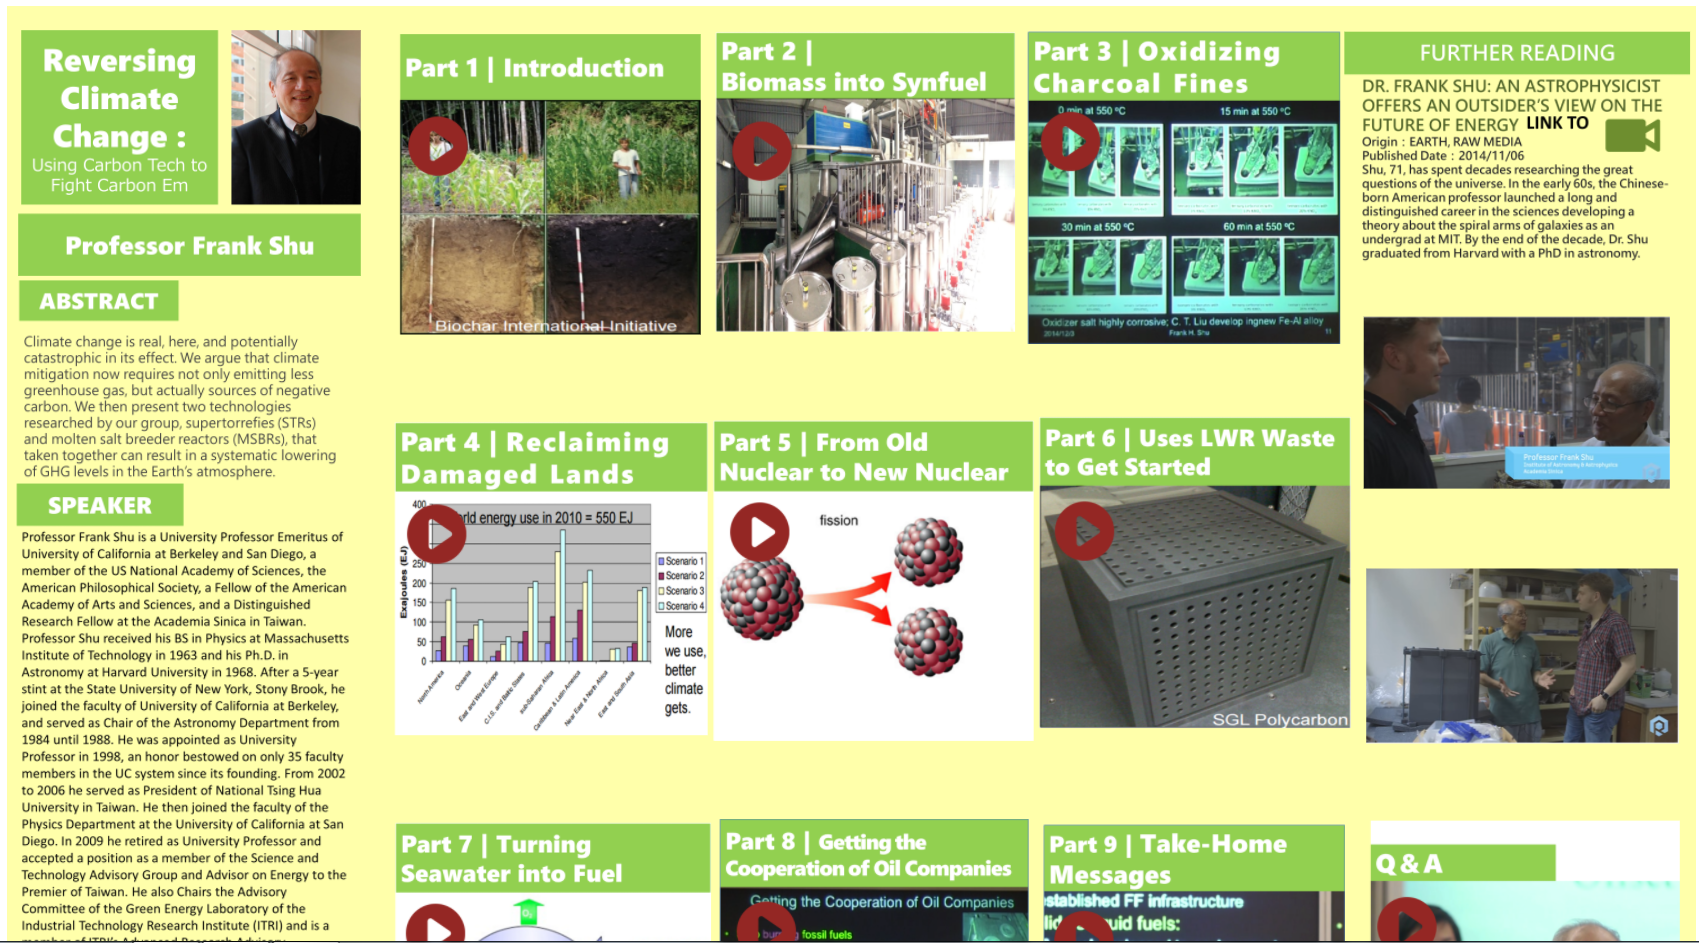 Reversing
Climate
Change :
Using Carbon Tech to
Fight Carbon Em
Professor Frank Shu
ABSTRACT
Climate change is real, here, and potentially
catastrophic in its effect. We argue that climate
mitigation now requires not only emitting less
greenhouse gas, but actually sources of negative
carbon. We then present two technologies
researched by our group, supertorrefies (STRs)
and molten salt breeder reactors (MSBRs), that
taken together can result in a systematic lowering
of GHG levels in the Earth's atmosphere.
SPEAKER
Professor Frank Shu is a University Professor Emeritus of
University of California at Berkeley and San Diego, a
member of the US National Academy of Sciences, the
American Philosophical Society, a Fellow of the American
Academy of Arts and Sciences, and a Distinguished
Research Fellow at the Academia Sinica in Taiwan.
Professor Shu received his BS in Physics at Massachusetts
Institute of Technology in 1963 and his Ph.D. in
Astronomy at Harvard University in 1968. After a 5-year
stint at the State University of New York, Stony Brook, he
joined the faculty of University of California at Berkeley,
and served as Chair of the Astronomy Department from
1984 until 1988. He was appointed as University
Professor in 1998, an honor bestowed on only 35 faculty
members in the UC system since its founding. From 2002
to 2006 he served as President of National Tsing Hua
University in Taiwan. He then joined the faculty of the
Physics Department at the University of California at San
Diego. In 2009 he retired as University Professor and
accepted a position as a member of the Science and
Technology Advisory Group and Advisor on Energy to the
Premier of Taiwan. He also Chairs the Advisory
Committee of the Green Energy Laboratory of the
Industrial Technology Research Institute (ITRI) and is a
member of ITRI's Advanced Research Advisory
Part 1 | Introduction
Biochar International Initiative
Part 2 |
Biomass into Synfuel
Part 3 | Oxidizing
Charcoal Fines
0 min at 550 ºC
15 min at 550 ºC
30 min at 550 ºC
60 min at 550 ºC
Oxidizer salt highly corrosive; C. T. Liu develop ingnew Fe-Al alloy
2014/12/3
Frank H. Shu
11
Part 4 | Reclaiming
Damaged Lands
400
rld energy use in 2010 = 550 EJ
250
200
150
100
50
0
Exajoules (EJ)
North America
Oceania
East and West Europe
C.I.S. and Baltic States
Sub-Saharan Africa
Caribbean & Latin America
Near East & North Africa
East and South Asia
Scenario 1
Scenario 2
Scenario 3
Scenario 4
More
we use,
better
climate
gets.
Part 5 | From Old
Nuclear to New Nuclear
fission
Part 6 | Uses LWR Waste
to Get Started
SGL Polycarbon
Part 7 | Turning
Seawater into Fuel
O₂
Part 8 | Getting the
Cooperation of Oil Companies
Getting the Cooperation of Oil Companies
fossil fuels
Part 9 | Take-Home
Messages
stablished FF infrastructure
uid fuels:
FURTHER READING
DR. FRANK SHU: AN ASTROPHYSICIST
OFFERS AN OUTSIDER'S VIEW ON THE
FUTURE OF ENERGY LINK TO
Origin : EARTH, RAW MEDIA
Published Date : 2014/11/06
Shu, 71, has spent decades researching the great
questions of the universe. In the early 60s, the Chinese-
born American professor launched a long and
distinguished career in the sciences developing a
theory about the spiral arms of galaxies as an
undergrad at MIT. By the end of the decade, Dr. Shu
graduated from Harvard with a PhD in astronomy.
Professor Frank Shu
Institute of Astronomy & Astrophysics
Academia Sinica
Q & A